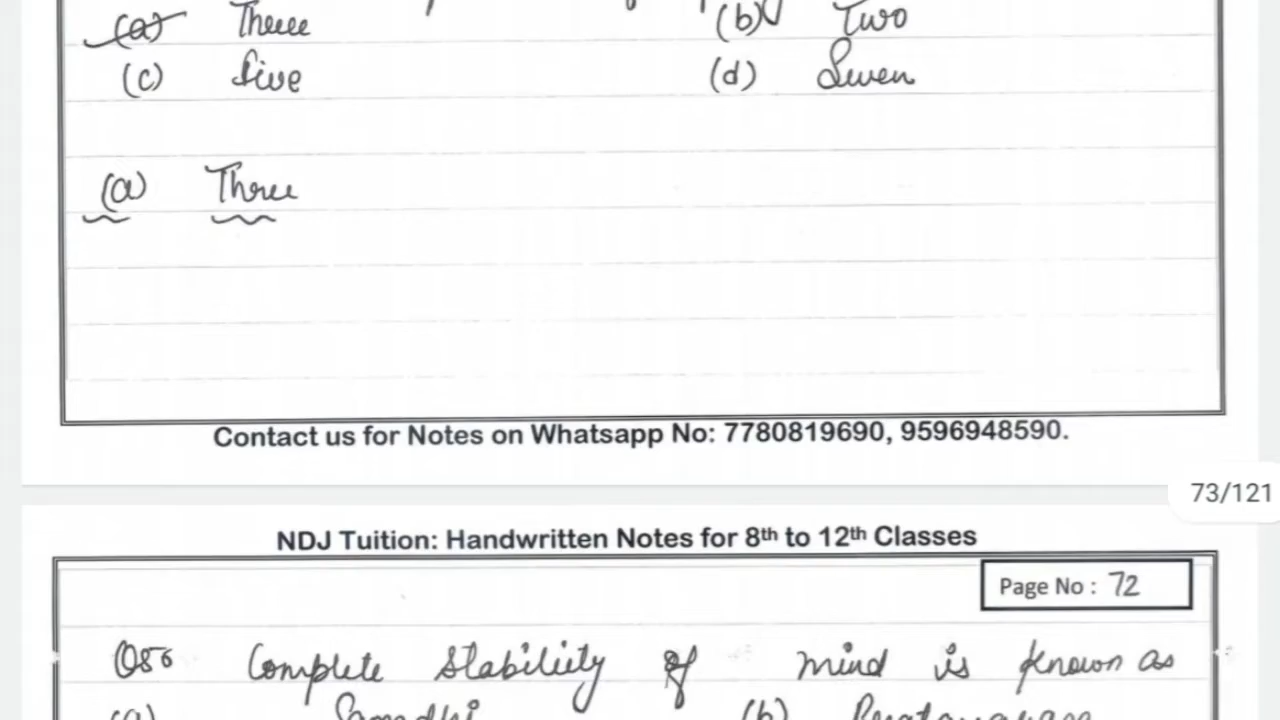 (a) Three (b) Two
(c) five (d) Seven
(a) Three
Contact us for Notes on Whatsapp No: 7780819690, 9596948590.
73/121
NDJ Tuition: Handwritten Notes for 8th to 12th Classes
Page No : 72
Complete Stability of mind is known as
(a) Samadhi (b)